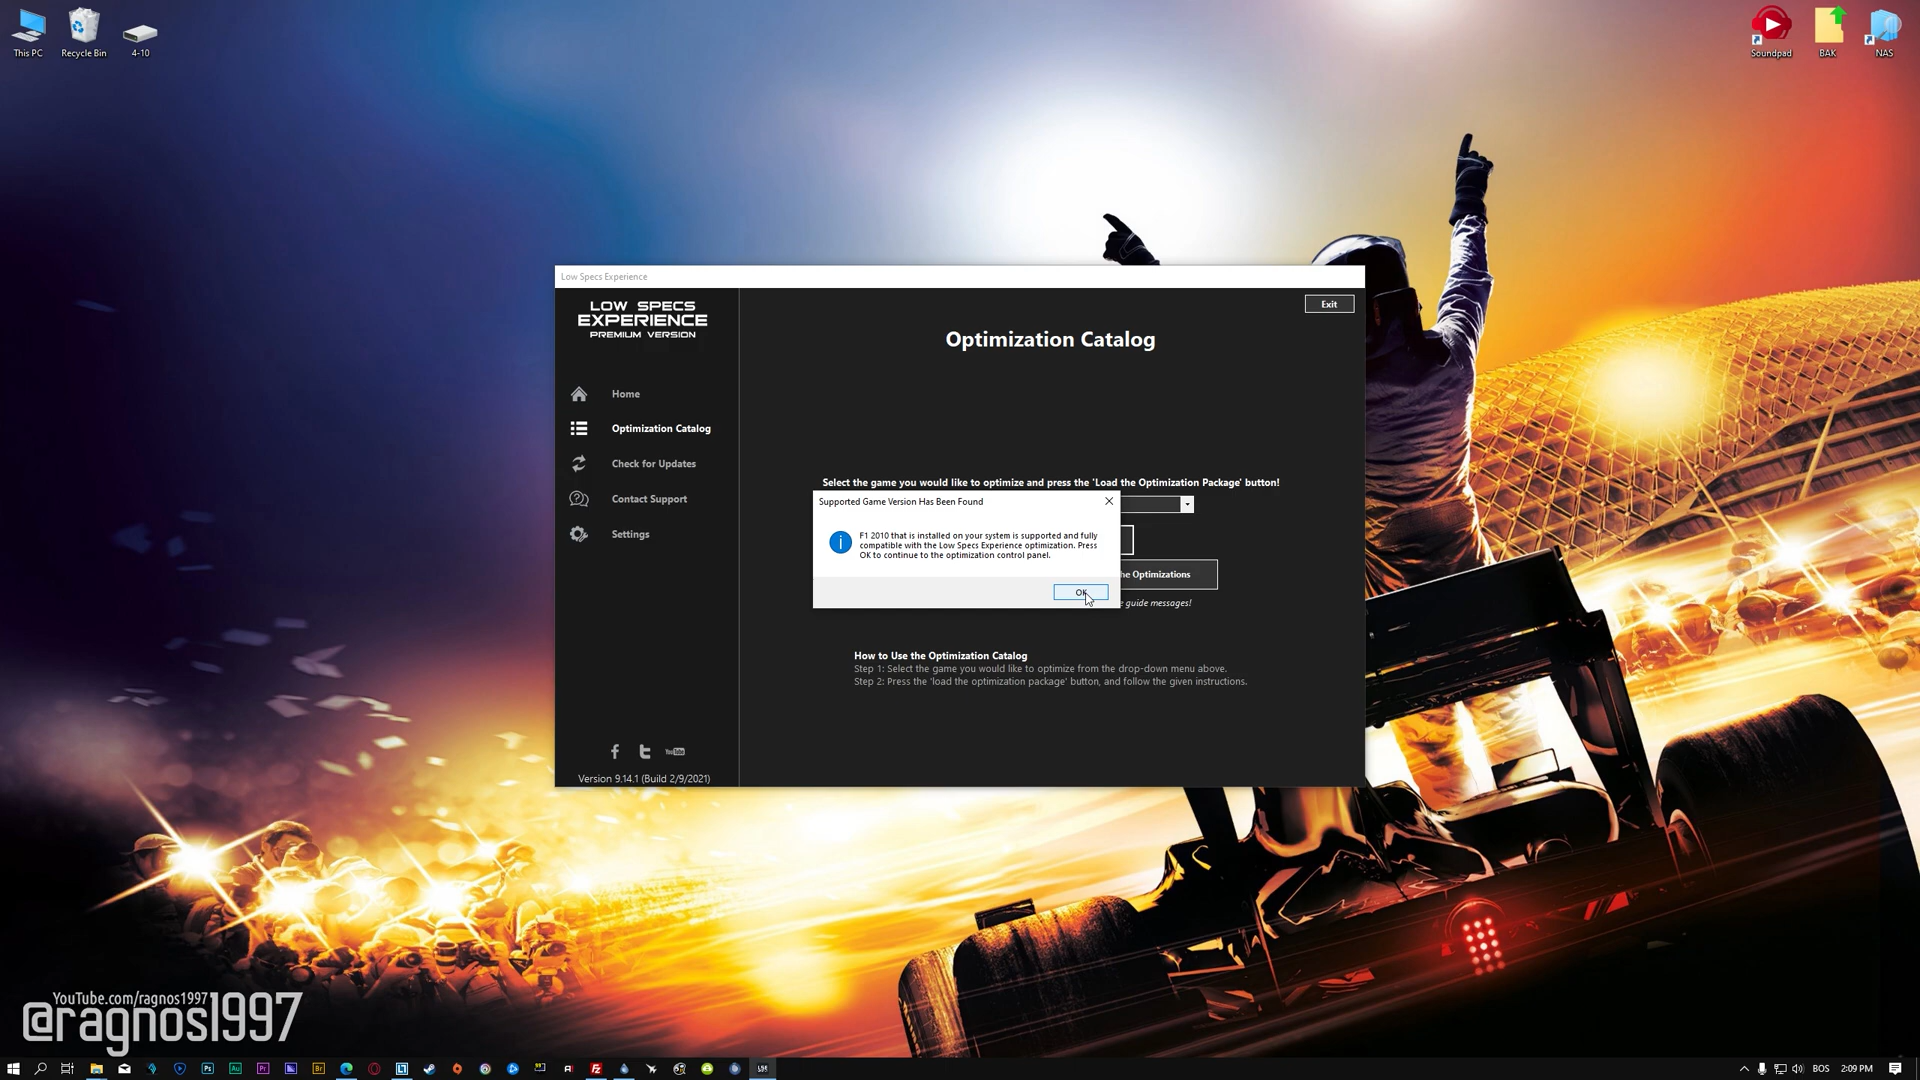 This PC
Recycle Bin
4-10
Soundpad
BAK
NAS
Low Specs Experience
LOW SPECS
EXPERIENCE
PREMIUM VERSION
Exit
Optimization Catalog
Home
Optimization Catalog
Check for Updates
Contact Support
Settings
Select the game you would like to optimize and press the 'Load the Optimization Package' button!
Supported Game Version Has Been Found
F1 2010 that is installed on your system is supported and fully
compatible with the Low Specs Experience optimization. Press
OK to continue to the optimization control panel.
OK
he Optimizations
e guide messages!
How to Use the Optimization Catalog
Step 1: Select the game you would like to optimize from the drop-down menu above.
Step 2: Press the 'load the optimization package' button, and follow the given instructions.
Version 9.14.1 (Build 2/9/2021)
YouTube.com/ragnos1997
@ragnos1997
BOS
2:09 PM